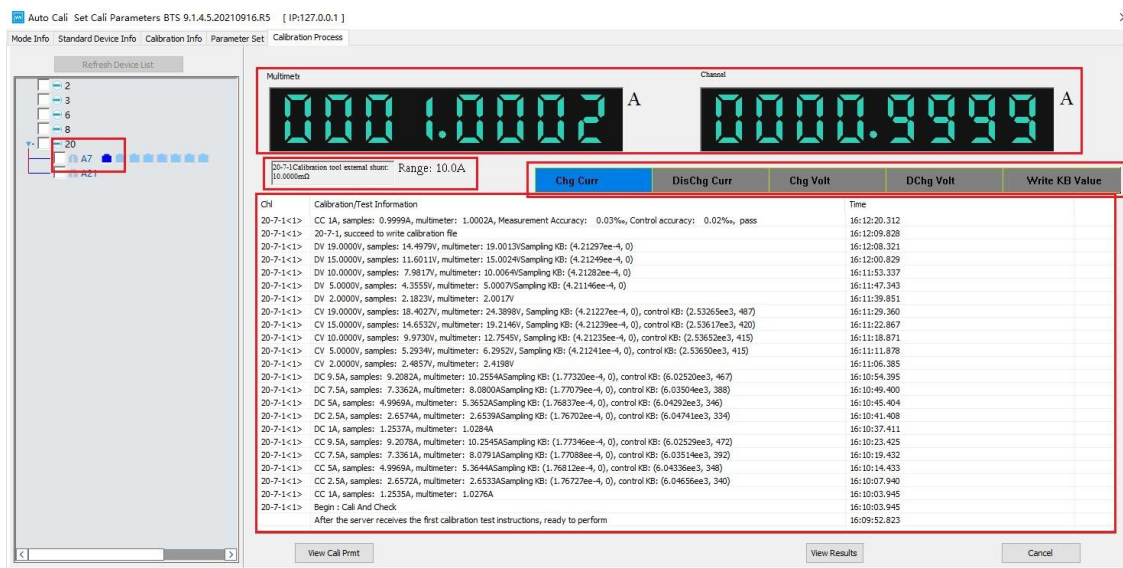 Auto Cali Set Cali Parameters BTS 9.1.4.5.20210916.R5 [ IP:127.0.0.1 ]
Mode Info Standard Device Info Calibration Info Parameter Set Calibration Process
Refresh Device List
2
3
6
8
20
A7
A21
Multimete
0001.0002 A
Channel
0000.9999 A
20-7-1Calibration tool external shunt:
10.0000mΩ
Range: 10.0A
Chg Curr DisChg Curr Chg Volt DChg Volt Write KB Value
Chl Calibration/Test Information Time
20-7-1<1> CC 1A, samples: 0.9999A, multimeter: 1.0002A, Measurement Accuracy: 0.03‰, Control accuracy: 0.02‰, pass 16:12:20.312
20-7-1<1> 20-7-1, succeed to write calibration file 16:12:09.828
20-7-1<1> DV 19.0000V, samples: 14.4979V, multimeter: 19.0013VSampling KB: (4.21297ee-4, 0) 16:12:08.321
20-7-1<1> DV 15.0000V, samples: 11.6011V, multimeter: 15.0024VSampling KB: (4.21249ee-4, 0) 16:12:00.829
20-7-1<1> DV 10.0000V, samples: 7.9817V, multimeter: 10.0064VSampling KB: (4.21282ee-4, 0) 16:11:53.337
20-7-1<1> DV 5.0000V, samples: 4.3555V, multimeter: 5.0007VSampling KB: (4.21146ee-4, 0) 16:11:47.343
20-7-1<1> DV 2.0000V, samples: 2.1823V, multimeter: 2.0017V 16:11:39.851
20-7-1<1> CV 19.0000V, samples: 18.4027V, multimeter: 24.3898V, Sampling KB: (4.21227ee-4, 0), control KB: (2.53265ee3, 487) 16:11:29.360
20-7-1<1> CV 15.0000V, samples: 14.6532V, multimeter: 19.2146V, Sampling KB: (4.21239ee-4, 0), control KB: (2.53617ee3, 420) 16:11:22.867
20-7-1<1> CV 10.0000V, samples: 9.9730V, multimeter: 12.7545V, Sampling KB: (4.21235ee-4, 0), control KB: (2.53652ee3, 415) 16:11:18.871
20-7-1<1> CV 5.0000V, samples: 5.2934V, multimeter: 6.2952V, Sampling KB: (4.21241ee-4, 0), control KB: (2.53650ee3, 415) 16:11:11.878
20-7-1<1> CV 2.0000V, samples: 2.4857V, multimeter: 2.4198V 16:11:06.385
20-7-1<1> DC 9.5A, samples: 9.2082A, multimeter: 10.2554ASampling KB: (1.77320ee-4, 0), control KB: (6.02520ee3, 467) 16:10:54.395
20-7-1<1> DC 7.5A, samples: 7.3362A, multimeter: 8.0800ASampling KB: (1.77079ee-4, 0), control KB: (6.03504ee3, 388) 16:10:49.400
20-7-1<1> DC 5A, samples: 4.9969A, multimeter: 5.3652ASampling KB: (1.76837ee-4, 0), control KB: (6.04292ee3, 346) 16:10:45.404
20-7-1<1> DC 2.5A, samples: 2.6574A, multimeter: 2.6539ASampling KB: (1.76702ee-4, 0), control KB: (6.04741ee3, 334) 16:10:41.408
20-7-1<1> DC 1A, samples: 1.2537A, multimeter: 1.0284A 16:10:37.411
20-7-1<1> CC 9.5A, samples: 9.2078A, multimeter: 10.2545ASampling KB: (1.77346ee-4, 0), control KB: (6.02529ee3, 472) 16:10:23.425
20-7-1<1> CC 7.5A, samples: 7.3361A, multimeter: 8.0791ASampling KB: (1.77088ee-4, 0), control KB: (6.03514ee3, 392) 16:10:19.432
20-7-1<1> CC 5A, samples: 4.9969A, multimeter: 5.3644ASampling KB: (1.76812ee-4, 0), control KB: (6.04336ee3, 348) 16:10:14.433
20-7-1<1> CC 2.5A, samples: 2.6572A, multimeter: 2.6533ASampling KB: (1.76727ee-4, 0), control KB: (6.04656ee3, 340) 16:10:07.940
20-7-1<1> CC 1A, samples: 1.2535A, multimeter: 1.0276A 16:10:03.945
20-7-1<1> Begin : Cali And Check 16:10:03.945
After the server receives the first calibration test instructions, ready to perform 16:09:52.823
View Cali Prmt View Results Cancel